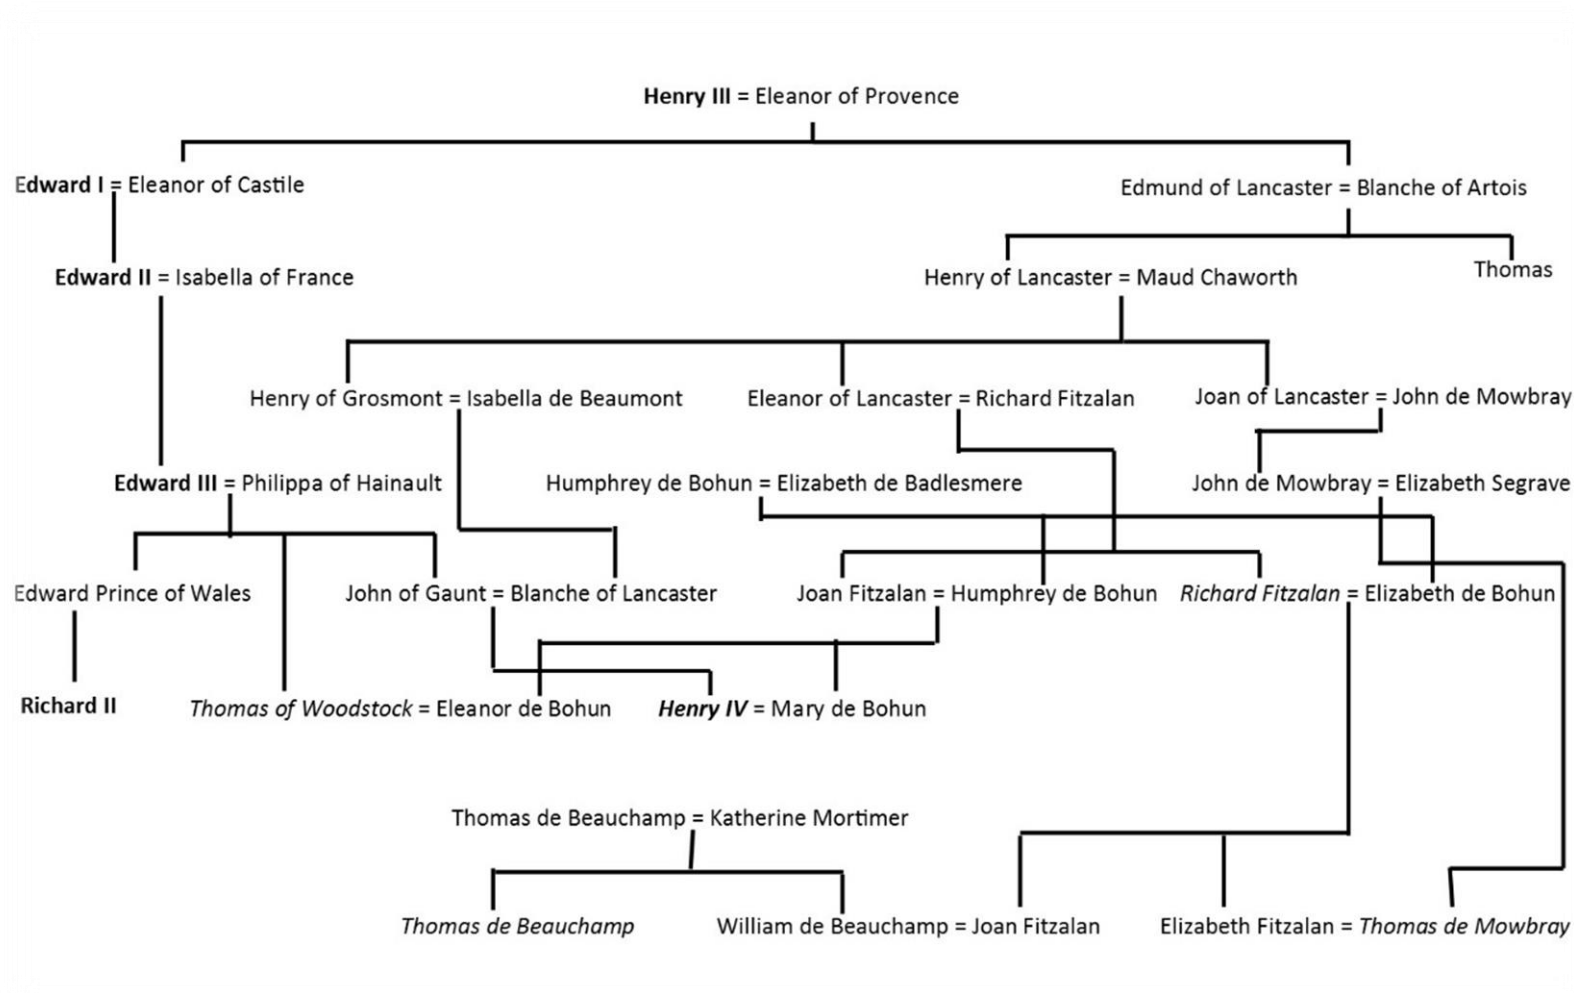 Henry III = Eleanor of Provence
Edward I = Eleanor of Castile
Edmund of Lancaster = Blanche of Artois
Edward II = Isabella of France
Henry of Lancaster = Maud Chaworth
Thomas
Henry of Grosmont = Isabella de Beaumont
Eleanor of Lancaster = Richard Fitzalan
Joan of Lancaster = John de Mowbray
Edward III = Philippa of Hainault
Humphrey de Bohun = Elizabeth de Badlesmere
John de Mowbray = Elizabeth Segrave
Edward Prince of Wales
John of Gaunt = Blanche of Lancaster
Joan Fitzalan = Humphrey de Bohun
Richard Fitzalan = Elizabeth de Bohun
Richard II
Thomas of Woodstock = Eleanor de Bohun
Henry IV = Mary de Bohun
Thomas de Beauchamp = Katherine Mortimer
Thomas de Beauchamp
William de Beauchamp = Joan Fitzalan
Elizabeth Fitzalan = Thomas de Mowbray